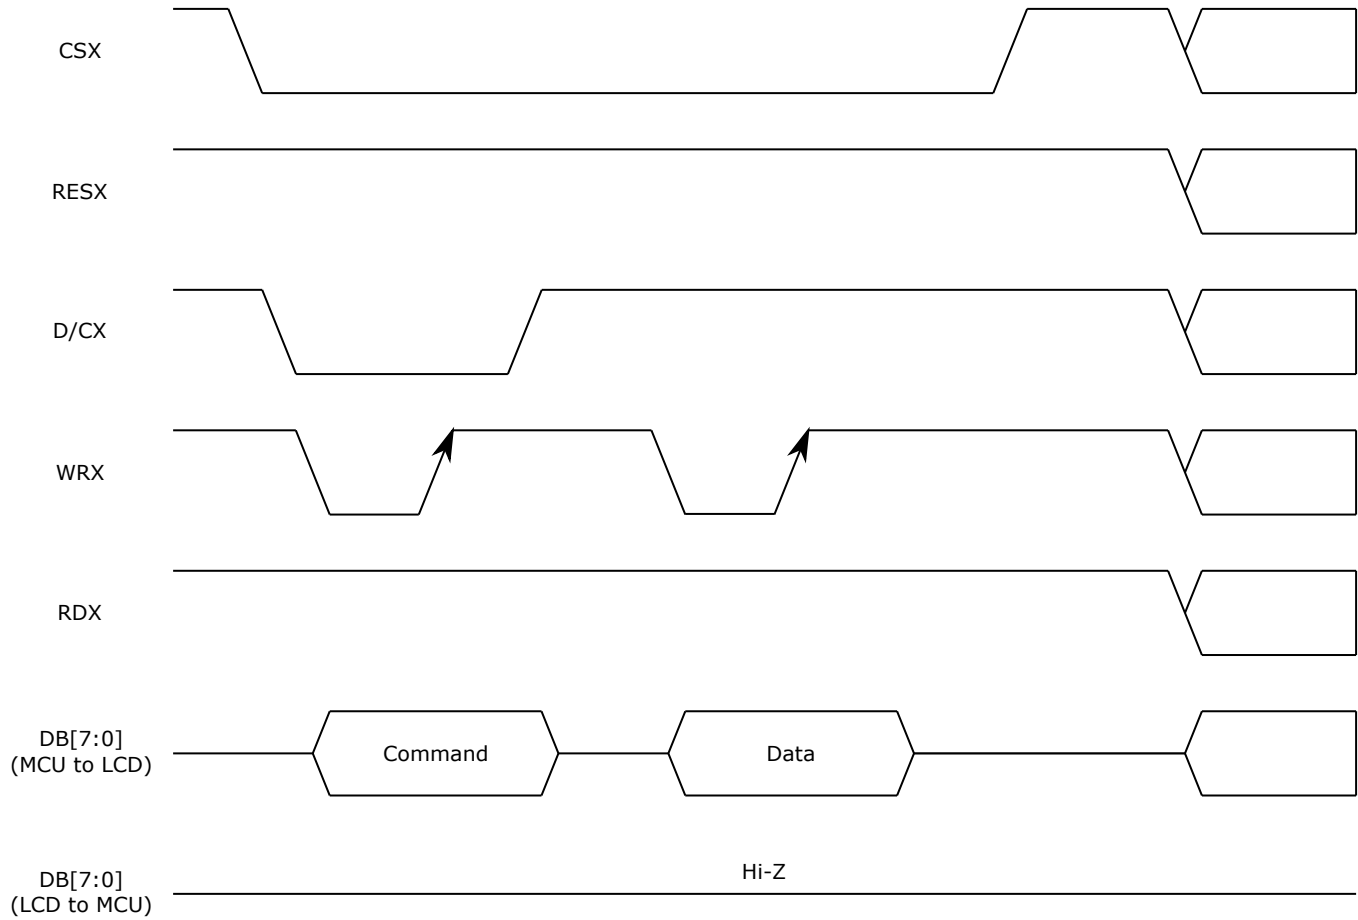 CSX
RESX
D/CX
WRX
RDX
DB[7:0]
(MCU to LCD)
Command
Data
Hi-Z
DB[7:0]
(LCD to MCU)